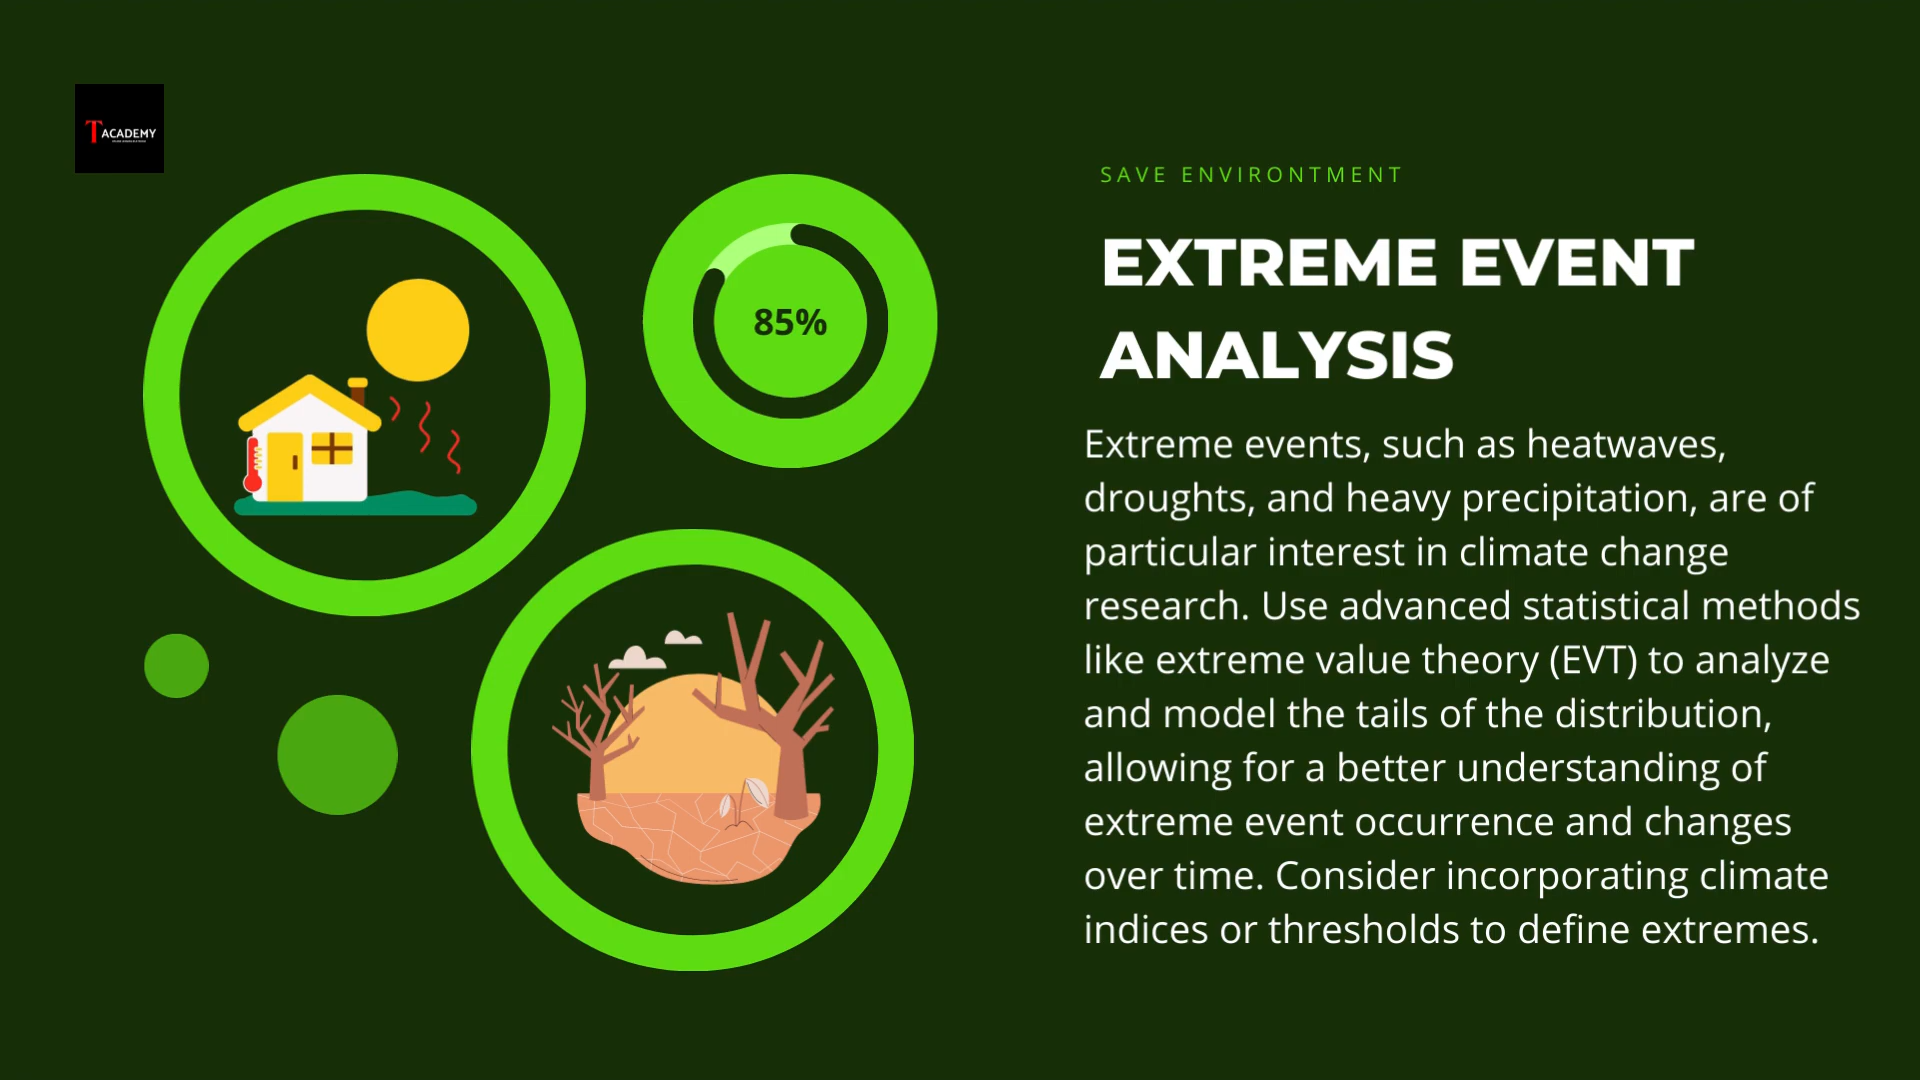 T ACADEMY
SAVE ENVIRONTMENT
EXTREME EVENT
ANALYSIS
85%
Extreme events, such as heatwaves,
droughts, and heavy precipitation, are of
particular interest in climate change
research. Use advanced statistical methods
like extreme value theory (EVT) to analyze
and model the tails of the distribution,
allowing for a better understanding of
extreme event occurrence and changes
over time. Consider incorporating climate
indices or thresholds to define extremes.